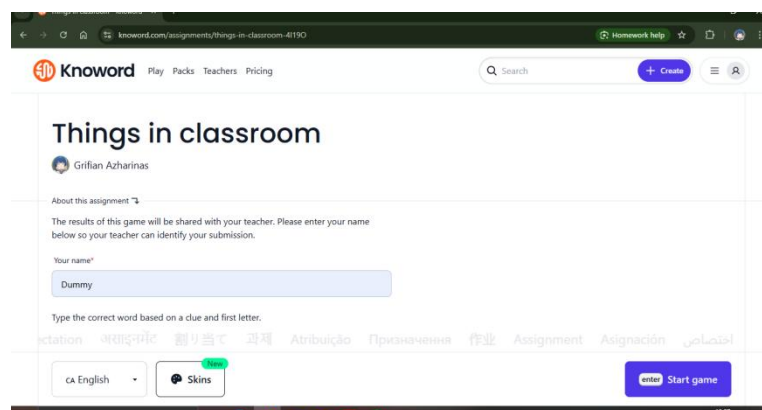 knoword.com/assignments/things-in-classroom-4l19O
Homework help
Knoword Play Packs Teachers Pricing
Search
+ Create
Things in classroom
Grifian Azharinas
About this assignment
The results of this game will be shared with your teacher. Please enter your name
below so your teacher can identify your submission.
Your name*
Dummy
Type the correct word based on a clue and first letter.
ectation असाइनमेंट 割り当て 과제 Atribuição Призначення 作业 Assignment Asignación اختصاص
New
CA English
Skins
enter Start game